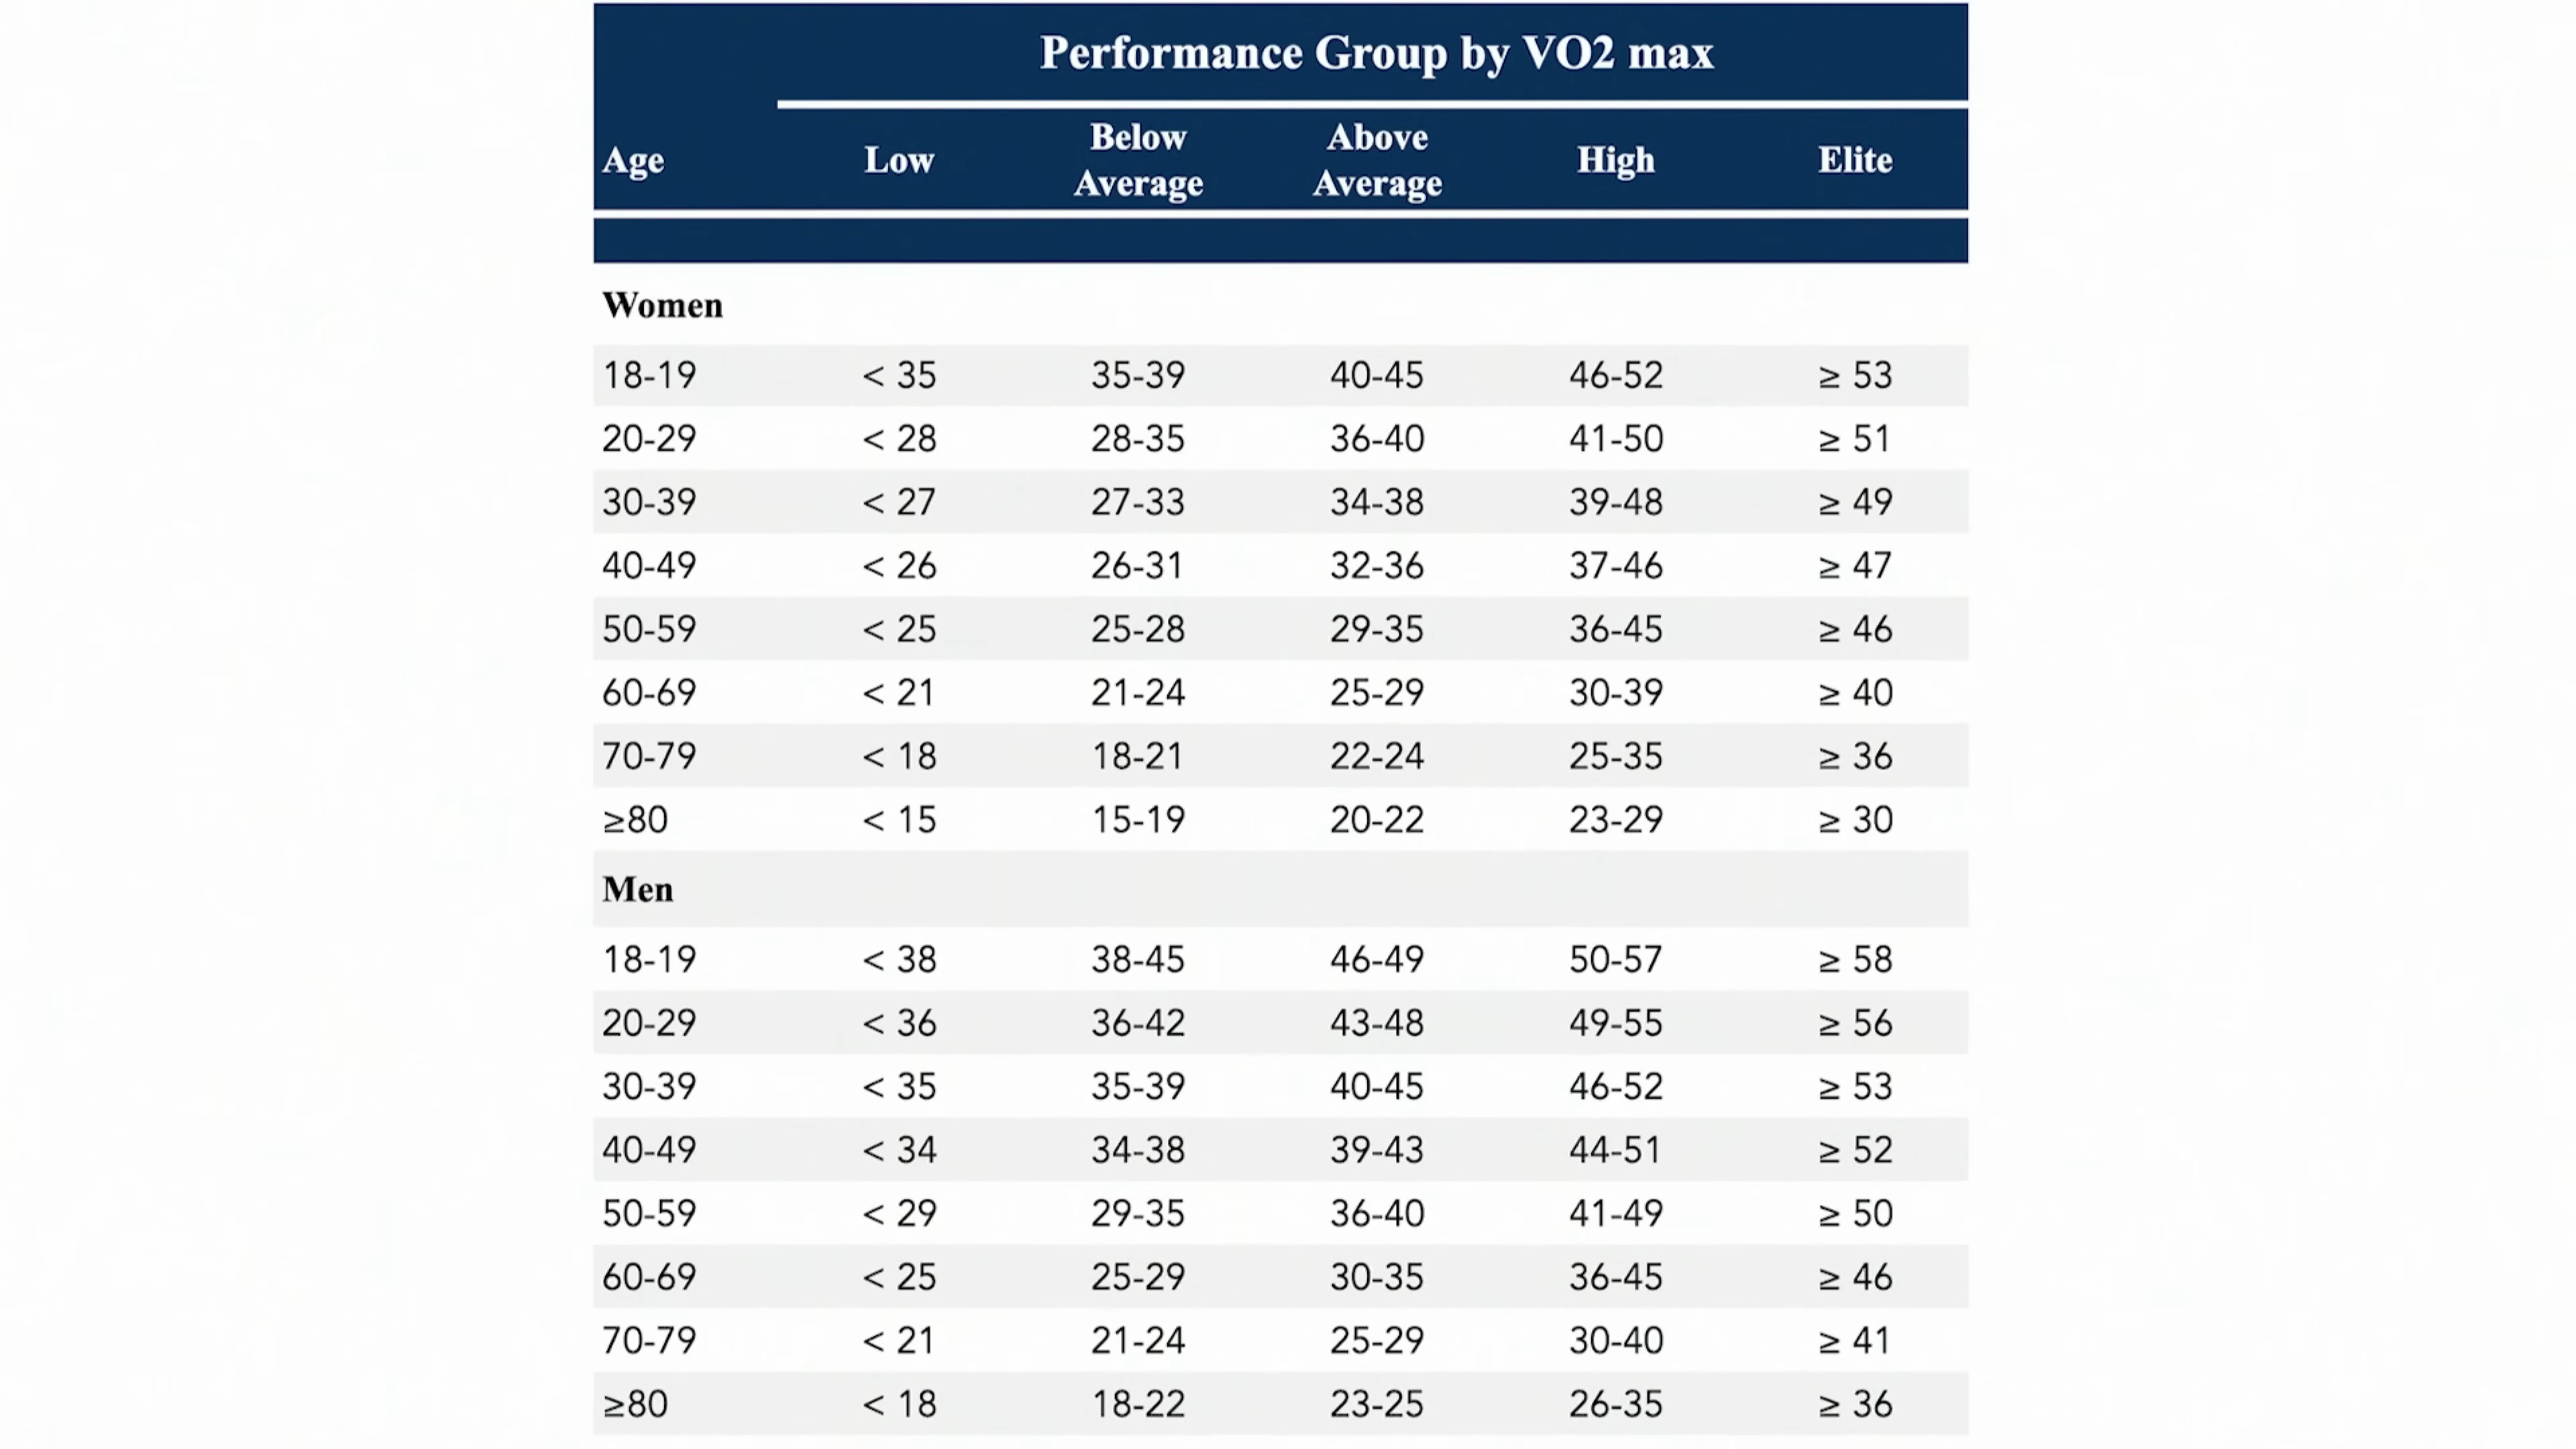 Performance Group by VO2 max
Age Low Below Average Above Average High Elite
Women
18-19 < 35 35-39 40-45 46-52 ≥ 53
20-29 < 28 28-35 36-40 41-50 ≥ 51
30-39 < 27 27-33 34-38 39-48 ≥ 49
40-49 < 26 26-31 32-36 37-46 ≥ 47
50-59 < 25 25-28 29-35 36-45 ≥ 46
60-69 < 21 21-24 25-29 30-39 ≥ 40
70-79 < 18 18-21 22-24 25-35 ≥ 36
≥80 < 15 15-19 20-22 23-29 ≥ 30
Men
18-19 < 38 38-45 46-49 50-57 ≥ 58
20-29 < 36 36-42 43-48 49-55 ≥ 56
30-39 < 35 35-39 40-45 46-52 ≥ 53
40-49 < 34 34-38 39-43 44-51 ≥ 52
50-59 < 29 29-35 36-40 41-49 ≥ 50
60-69 < 25 25-29 30-35 36-45 ≥ 46
70-79 < 21 21-24 25-29 30-40 ≥ 41
≥80 < 18 18-22 23-25 26-35 ≥ 36